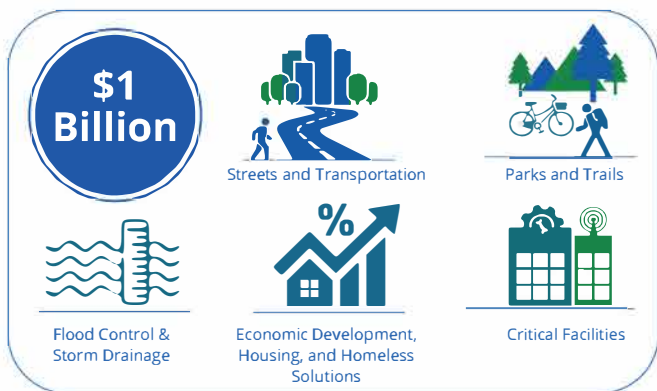 $1
Billion
Streets and Transportation
Parks and Trails
%
Flood Control &
Storm Drainage
Economic Development,
Housing, and Homeless
Solutions
Critical Facilities